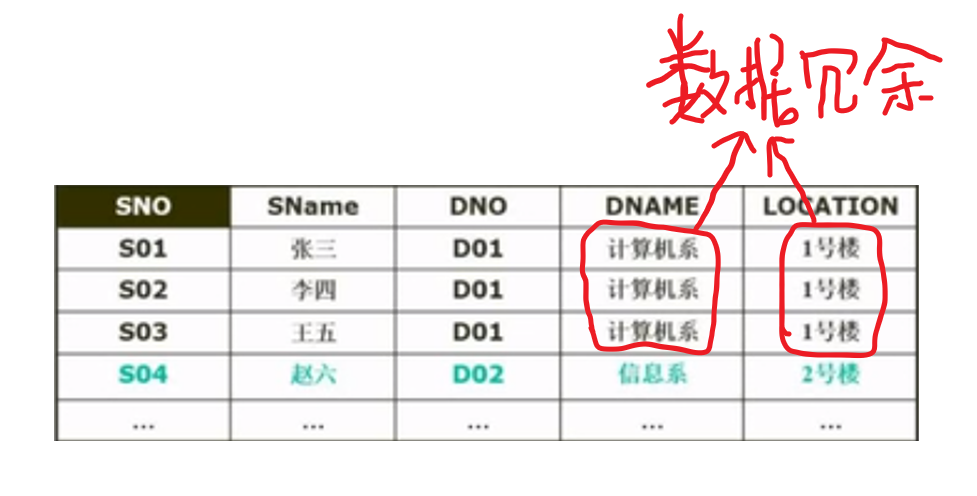 数据冗余
SNO SName DNO DNAME LOCATION
S01 张三 D01 计算机系 1号楼
S02 李四 D01 计算机系 1号楼
S03 王五 D01 计算机系 1号楼
S04 赵六 D02 信息系 2号楼
... ... ... ... ...